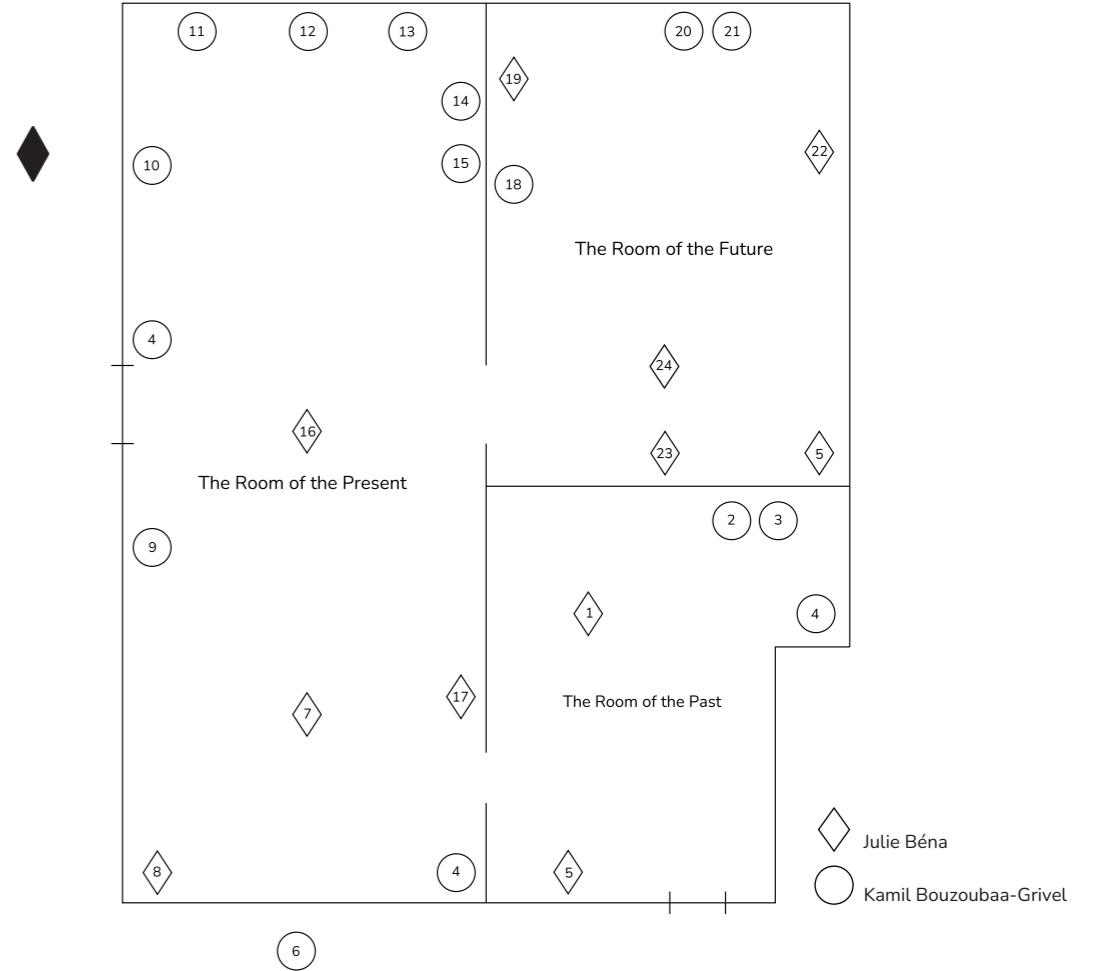 11 12 13
20 21
19
14
22
15
10
18
The Room of the Future
4
24
16
23 5
The Room of the Present
2 3
9
1 4
17
The Room of the Past
7
Julie Béna
8 4 5
Kamil Bouzoubaa-Grivel
6